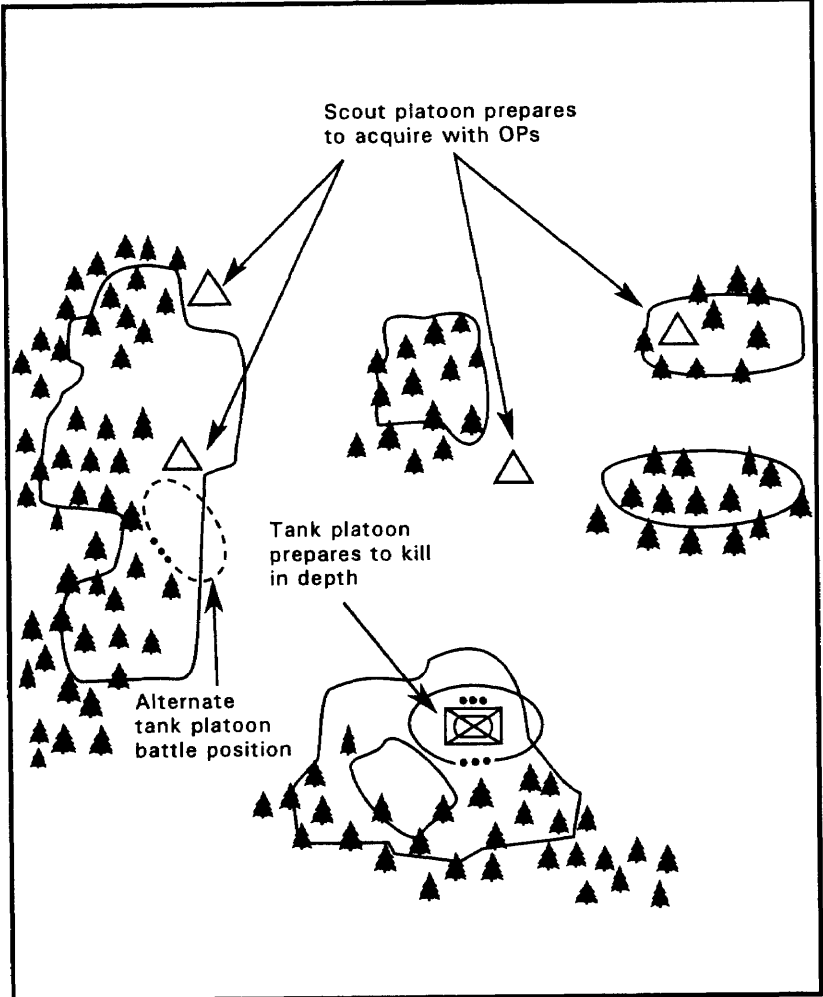 Scout platoon prepares
to acquire with OPs
Tank platoon
prepares to kill
in depth
Alternate
tank platoon
battle position